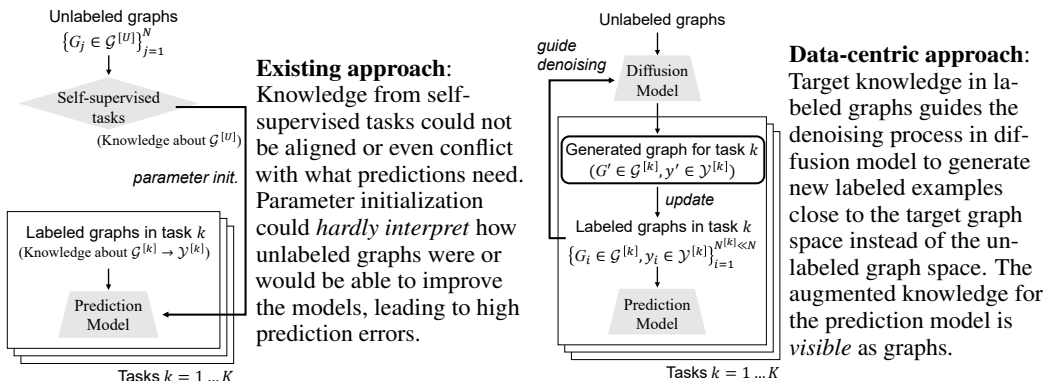 Unlabeled graphs
{G_j ∈ 𝒢^[U]}_{j=1}^N
Self-supervised
tasks
(Knowledge about 𝒢^[U])
parameter init.
Labeled graphs in task k
(Knowledge about 𝒢^[k] → 𝒴^[k])
Prediction
Model
Tasks k = 1 … K
Existing approach:
Knowledge from self-
supervised tasks could not
be aligned or even conflict
with what predictions need.
Parameter initialization
could hardly interpret how
unlabeled graphs were or
would be able to improve
the models, leading to high
prediction errors.
Unlabeled graphs
guide
denoising
Diffusion
Model
Generated graph for task k
(G′ ∈ 𝒢^[k], y′ ∈ 𝒴^[k])
update
Labeled graphs in task k
{G_i ∈ 𝒢^[k], y_i ∈ 𝒴^[k]}_{i=1}^{N^[k]≪N}
Prediction
Model
Tasks k = 1 … K
Data-centric approach:
Target knowledge in la-
beled graphs guides the
denoising process in dif-
fusion model to generate
new labeled examples
close to the target graph
space instead of the un-
labeled graph space. The
augmented knowledge for
the prediction model is
visible as graphs.